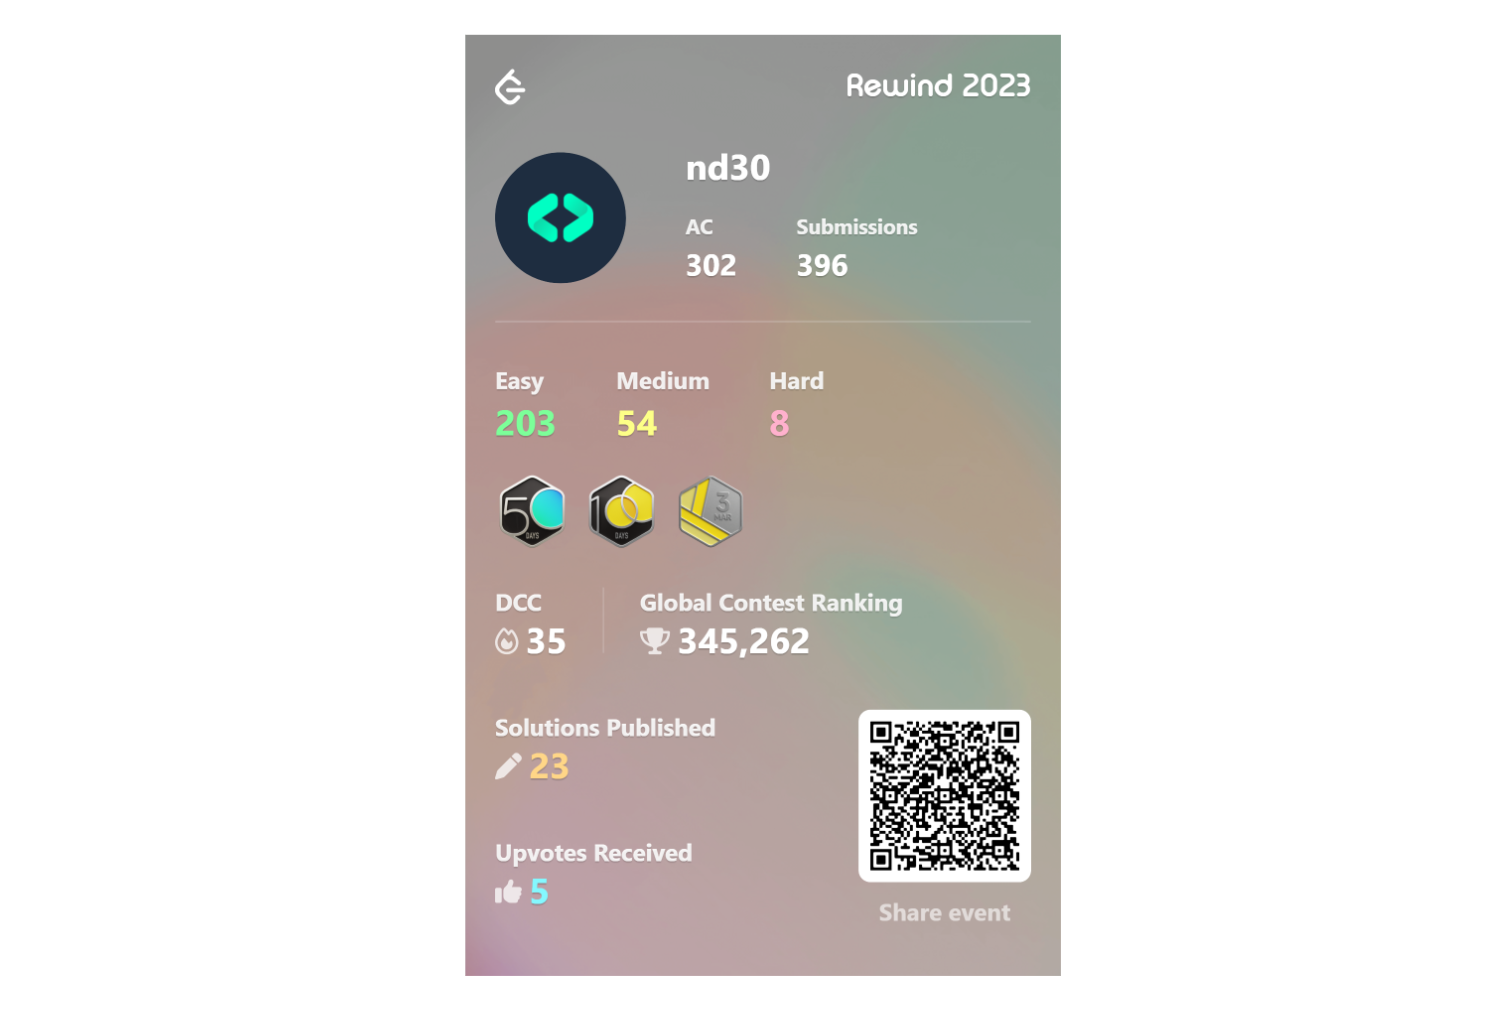 Rewind 2023
nd30
AC Submissions
302 396
Easy Medium Hard
203 54 8
50 DAYS 100 DAYS 3 MAR
DCC Global Contest Ranking
35 345,262
Solutions Published
23
Upvotes Received
5
Share event